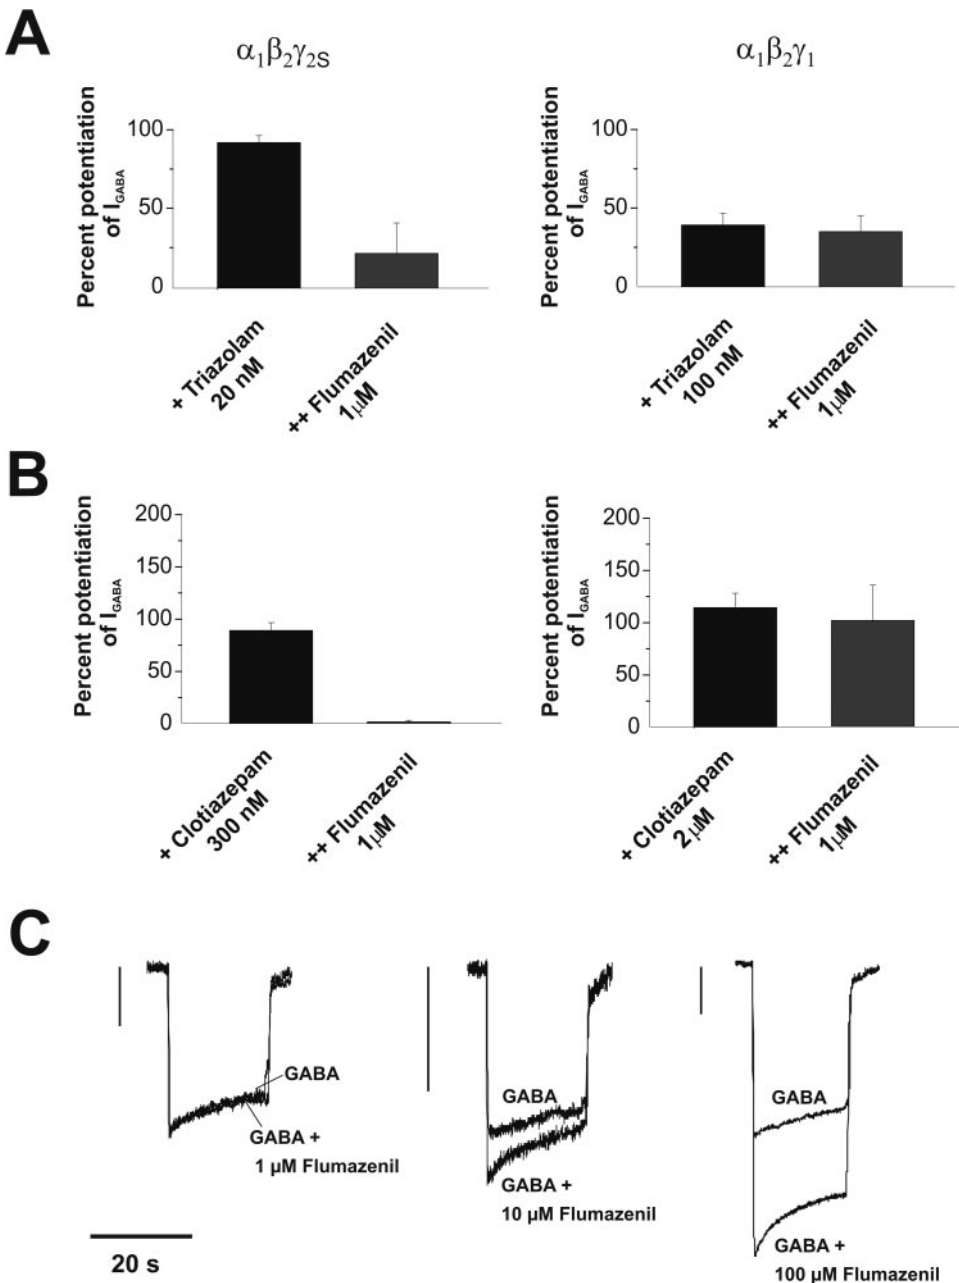 A
α1β2γ2S
α1β2γ1
Percent potentiation
of IGABA
100
50
0
+ Triazolam
20 nM
++ Flumazenil
1µM
Percent potentiation
of IGABA
100
50
0
+ Triazolam
100 nM
++ Flumazenil
1µM
B
Percent potentiation
of IGABA
200
150
100
50
0
+ Clotiazepam
300 nM
++ Flumazenil
1µM
Percent potentiation
of IGABA
200
150
100
50
0
+ Clotiazepam
2 µM
++ Flumazenil
1µM
C
GABA
GABA +
1 µM Flumazenil
GABA
GABA +
10 µM Flumazenil
GABA
GABA +
100 µM Flumazenil
20 s